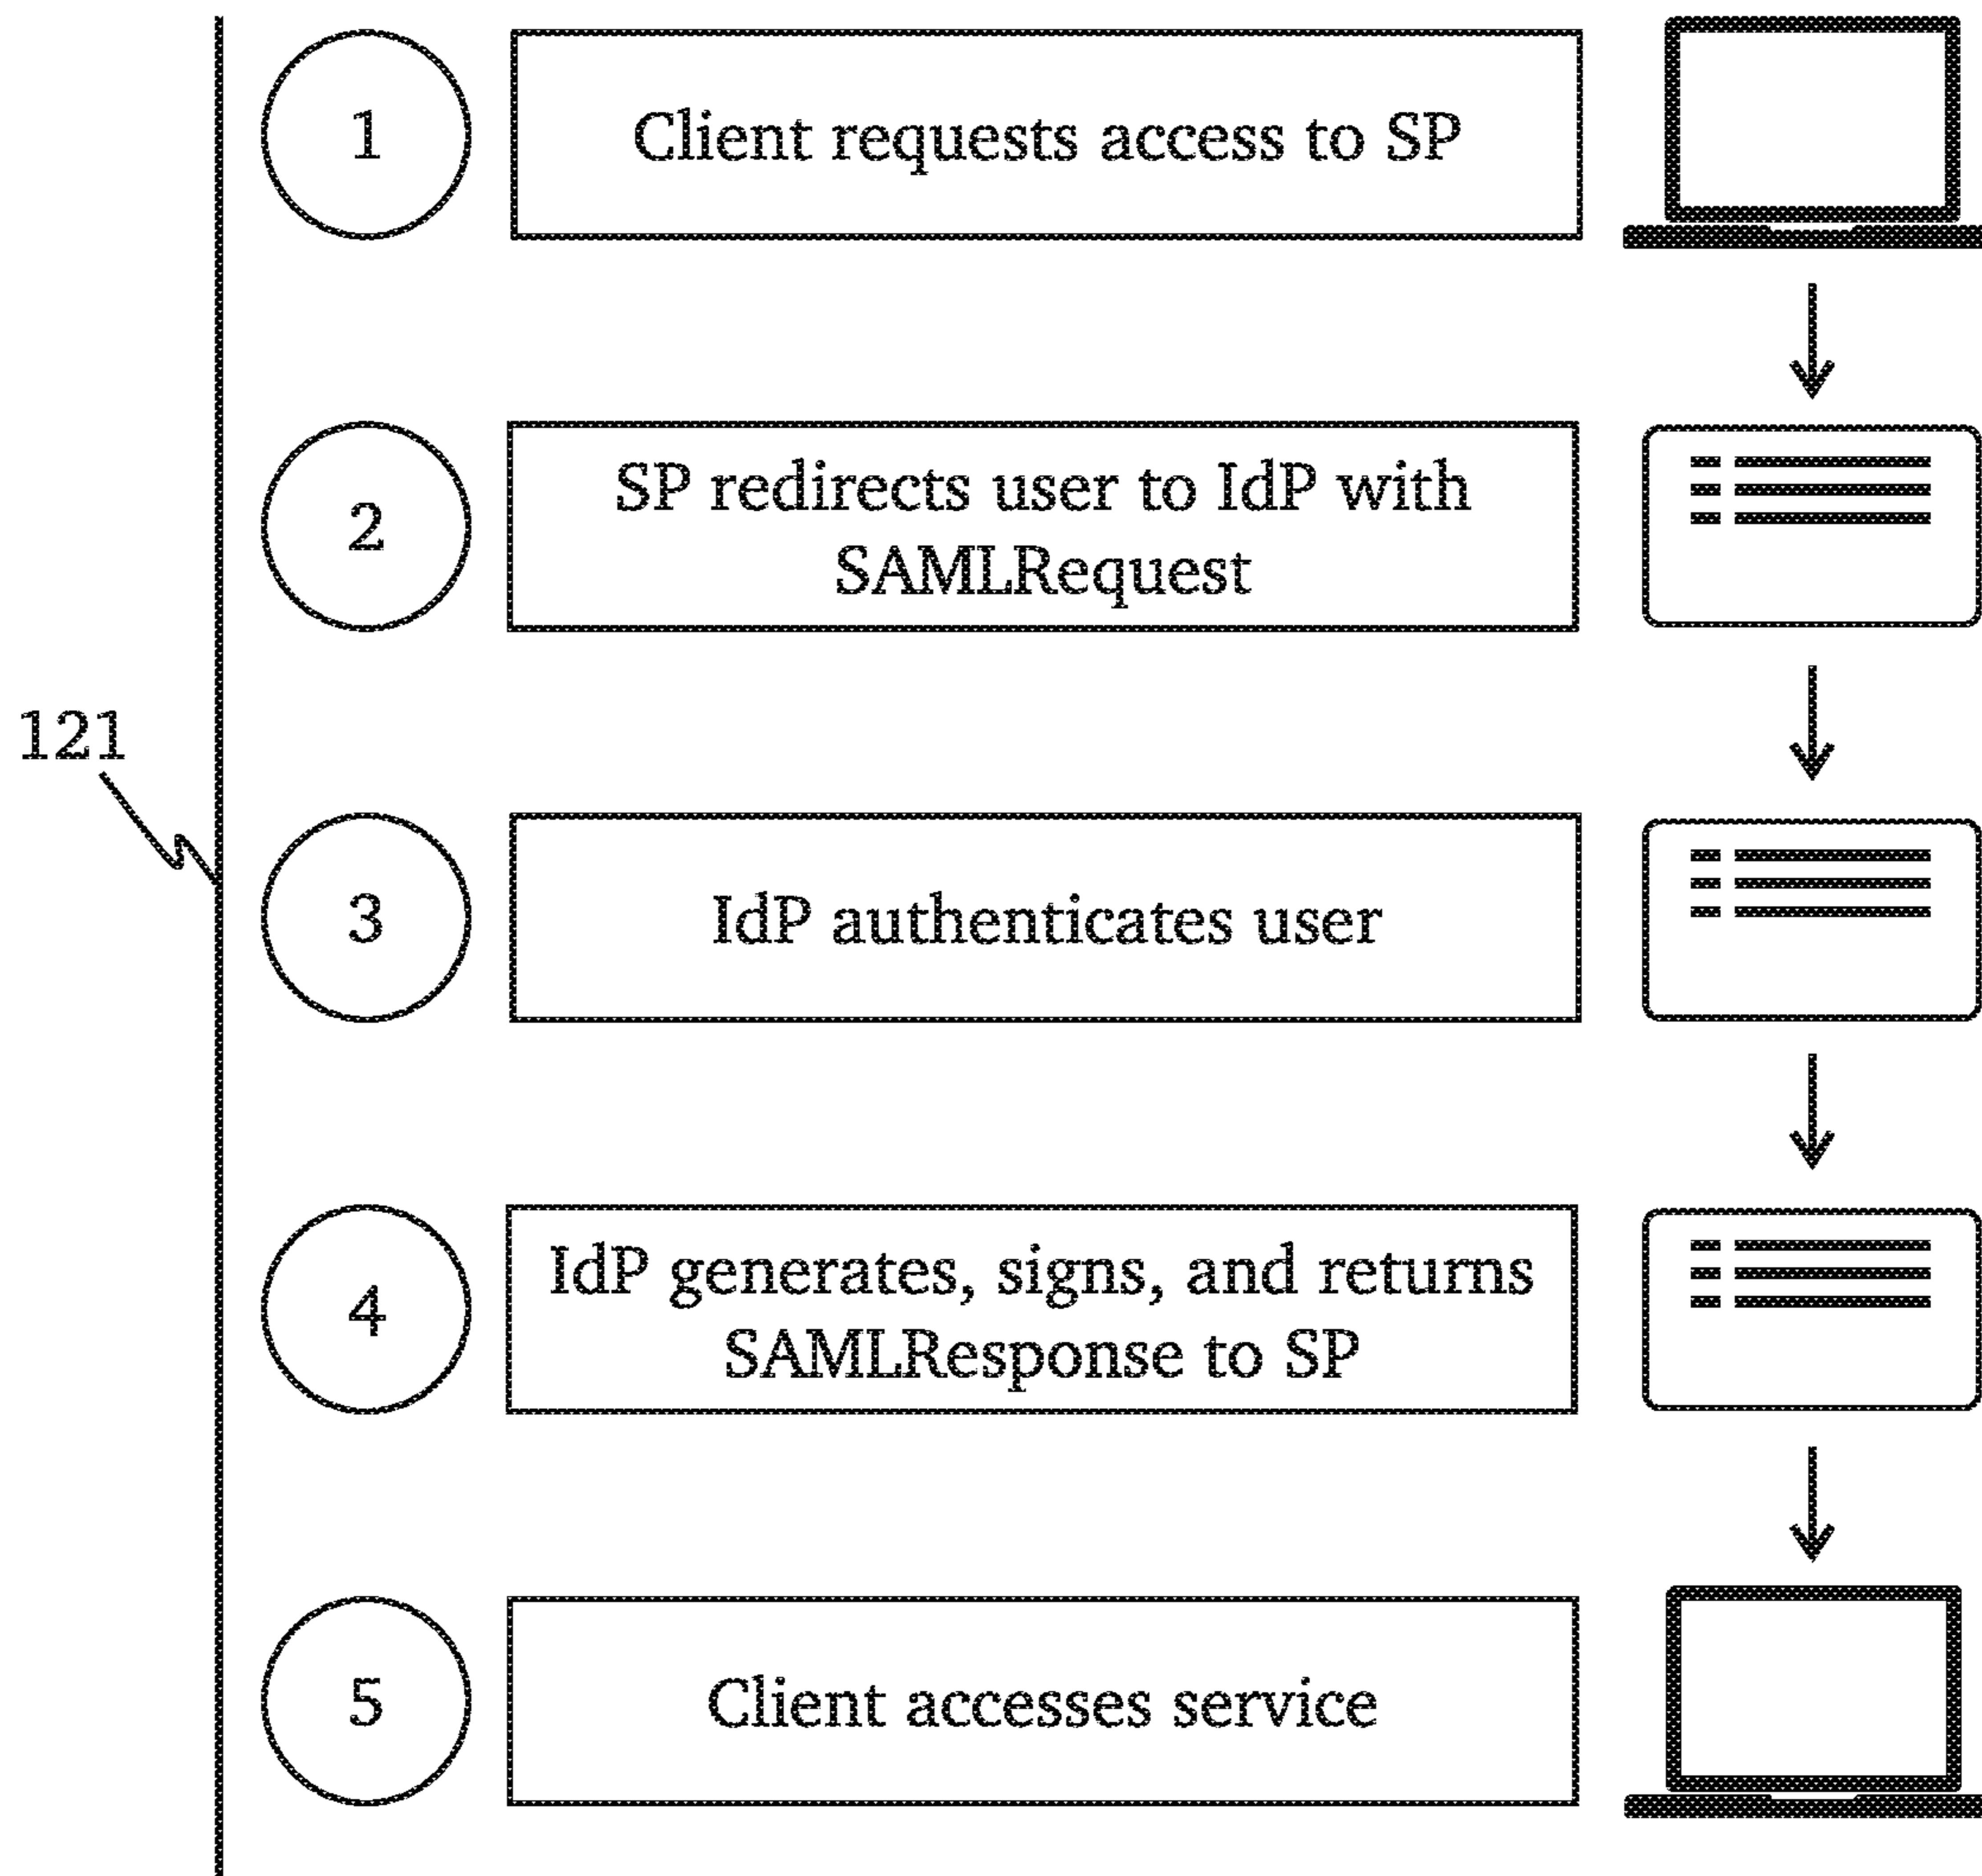 1
Client requests access to SP
2
SP redirects user to IdP with
SAMLRequest
121
3
IdP authenticates user
4
IdP generates, signs, and returns
SAMLResponse to SP
5
Client accesses service